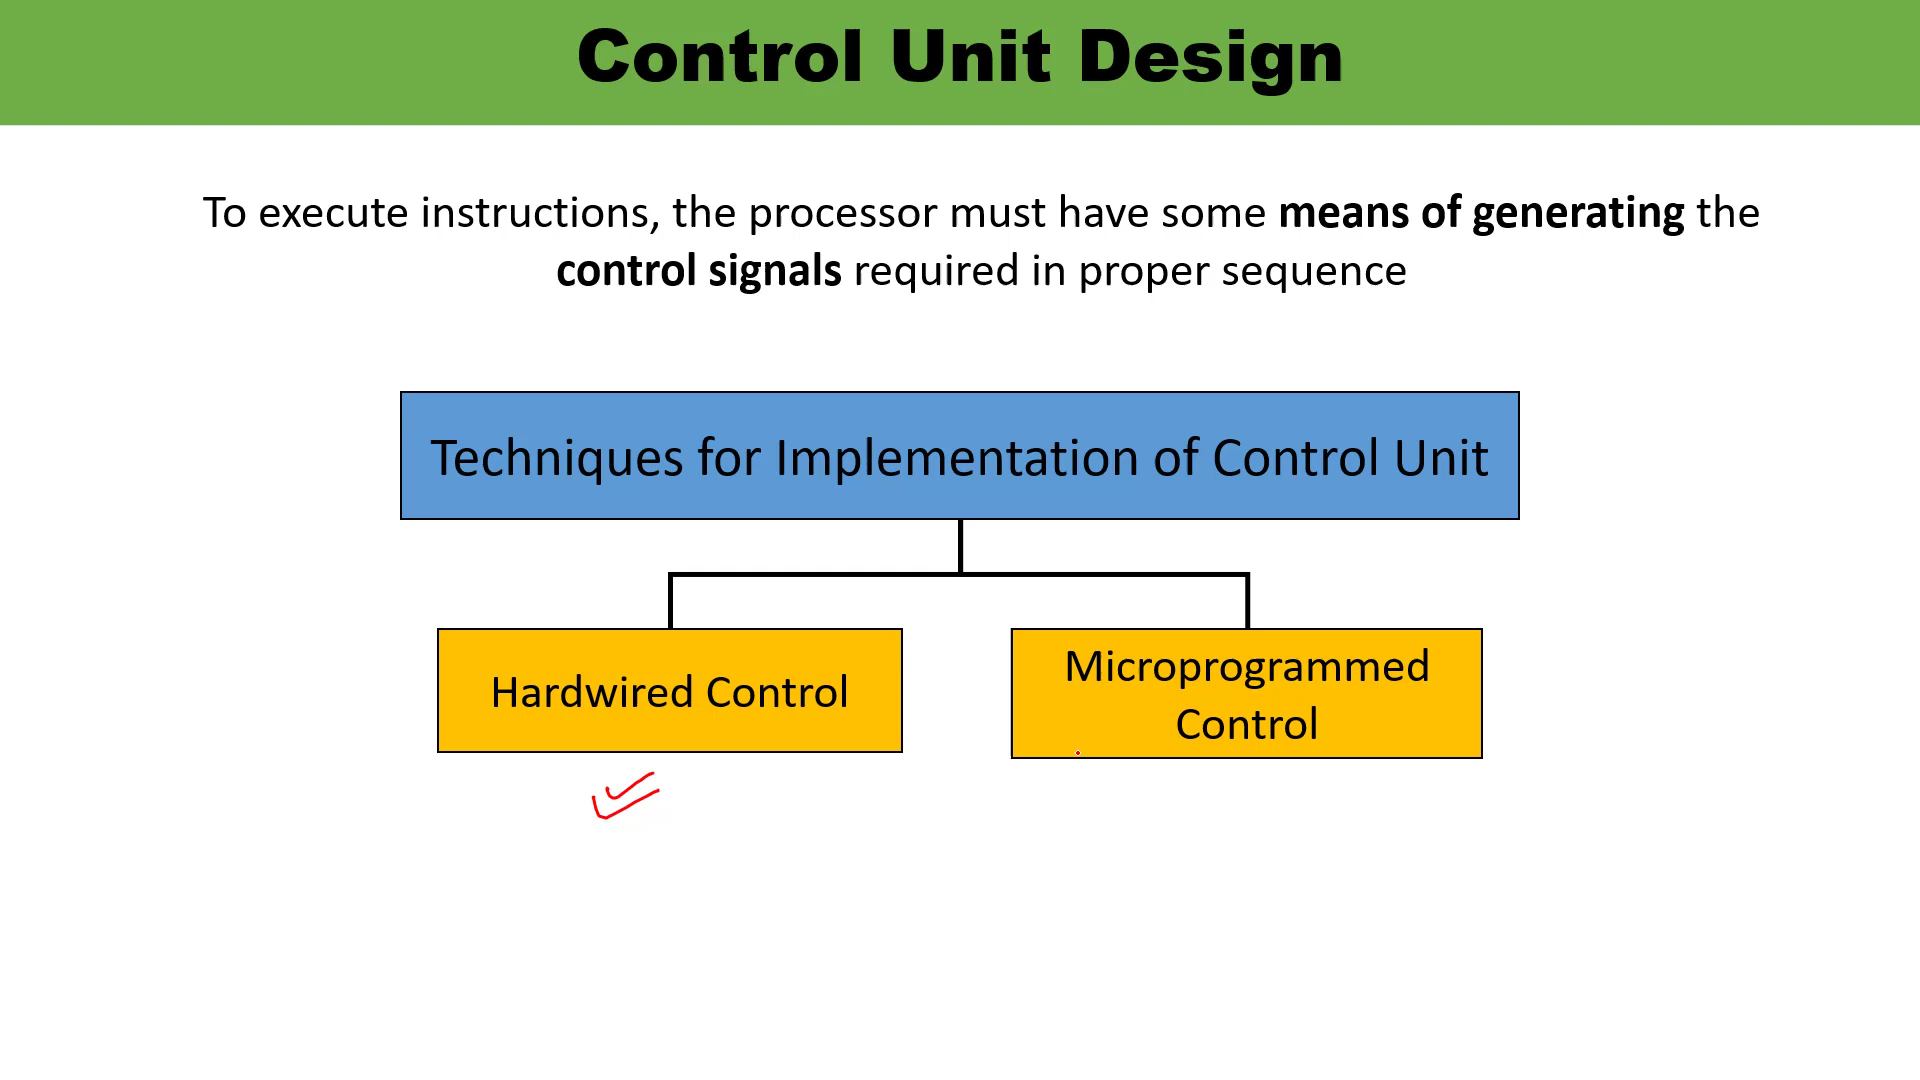 Control Unit Design
To execute instructions, the processor must have some means of generating the
control signals required in proper sequence
Techniques for Implementation of Control Unit
Hardwired Control
Microprogrammed
Control